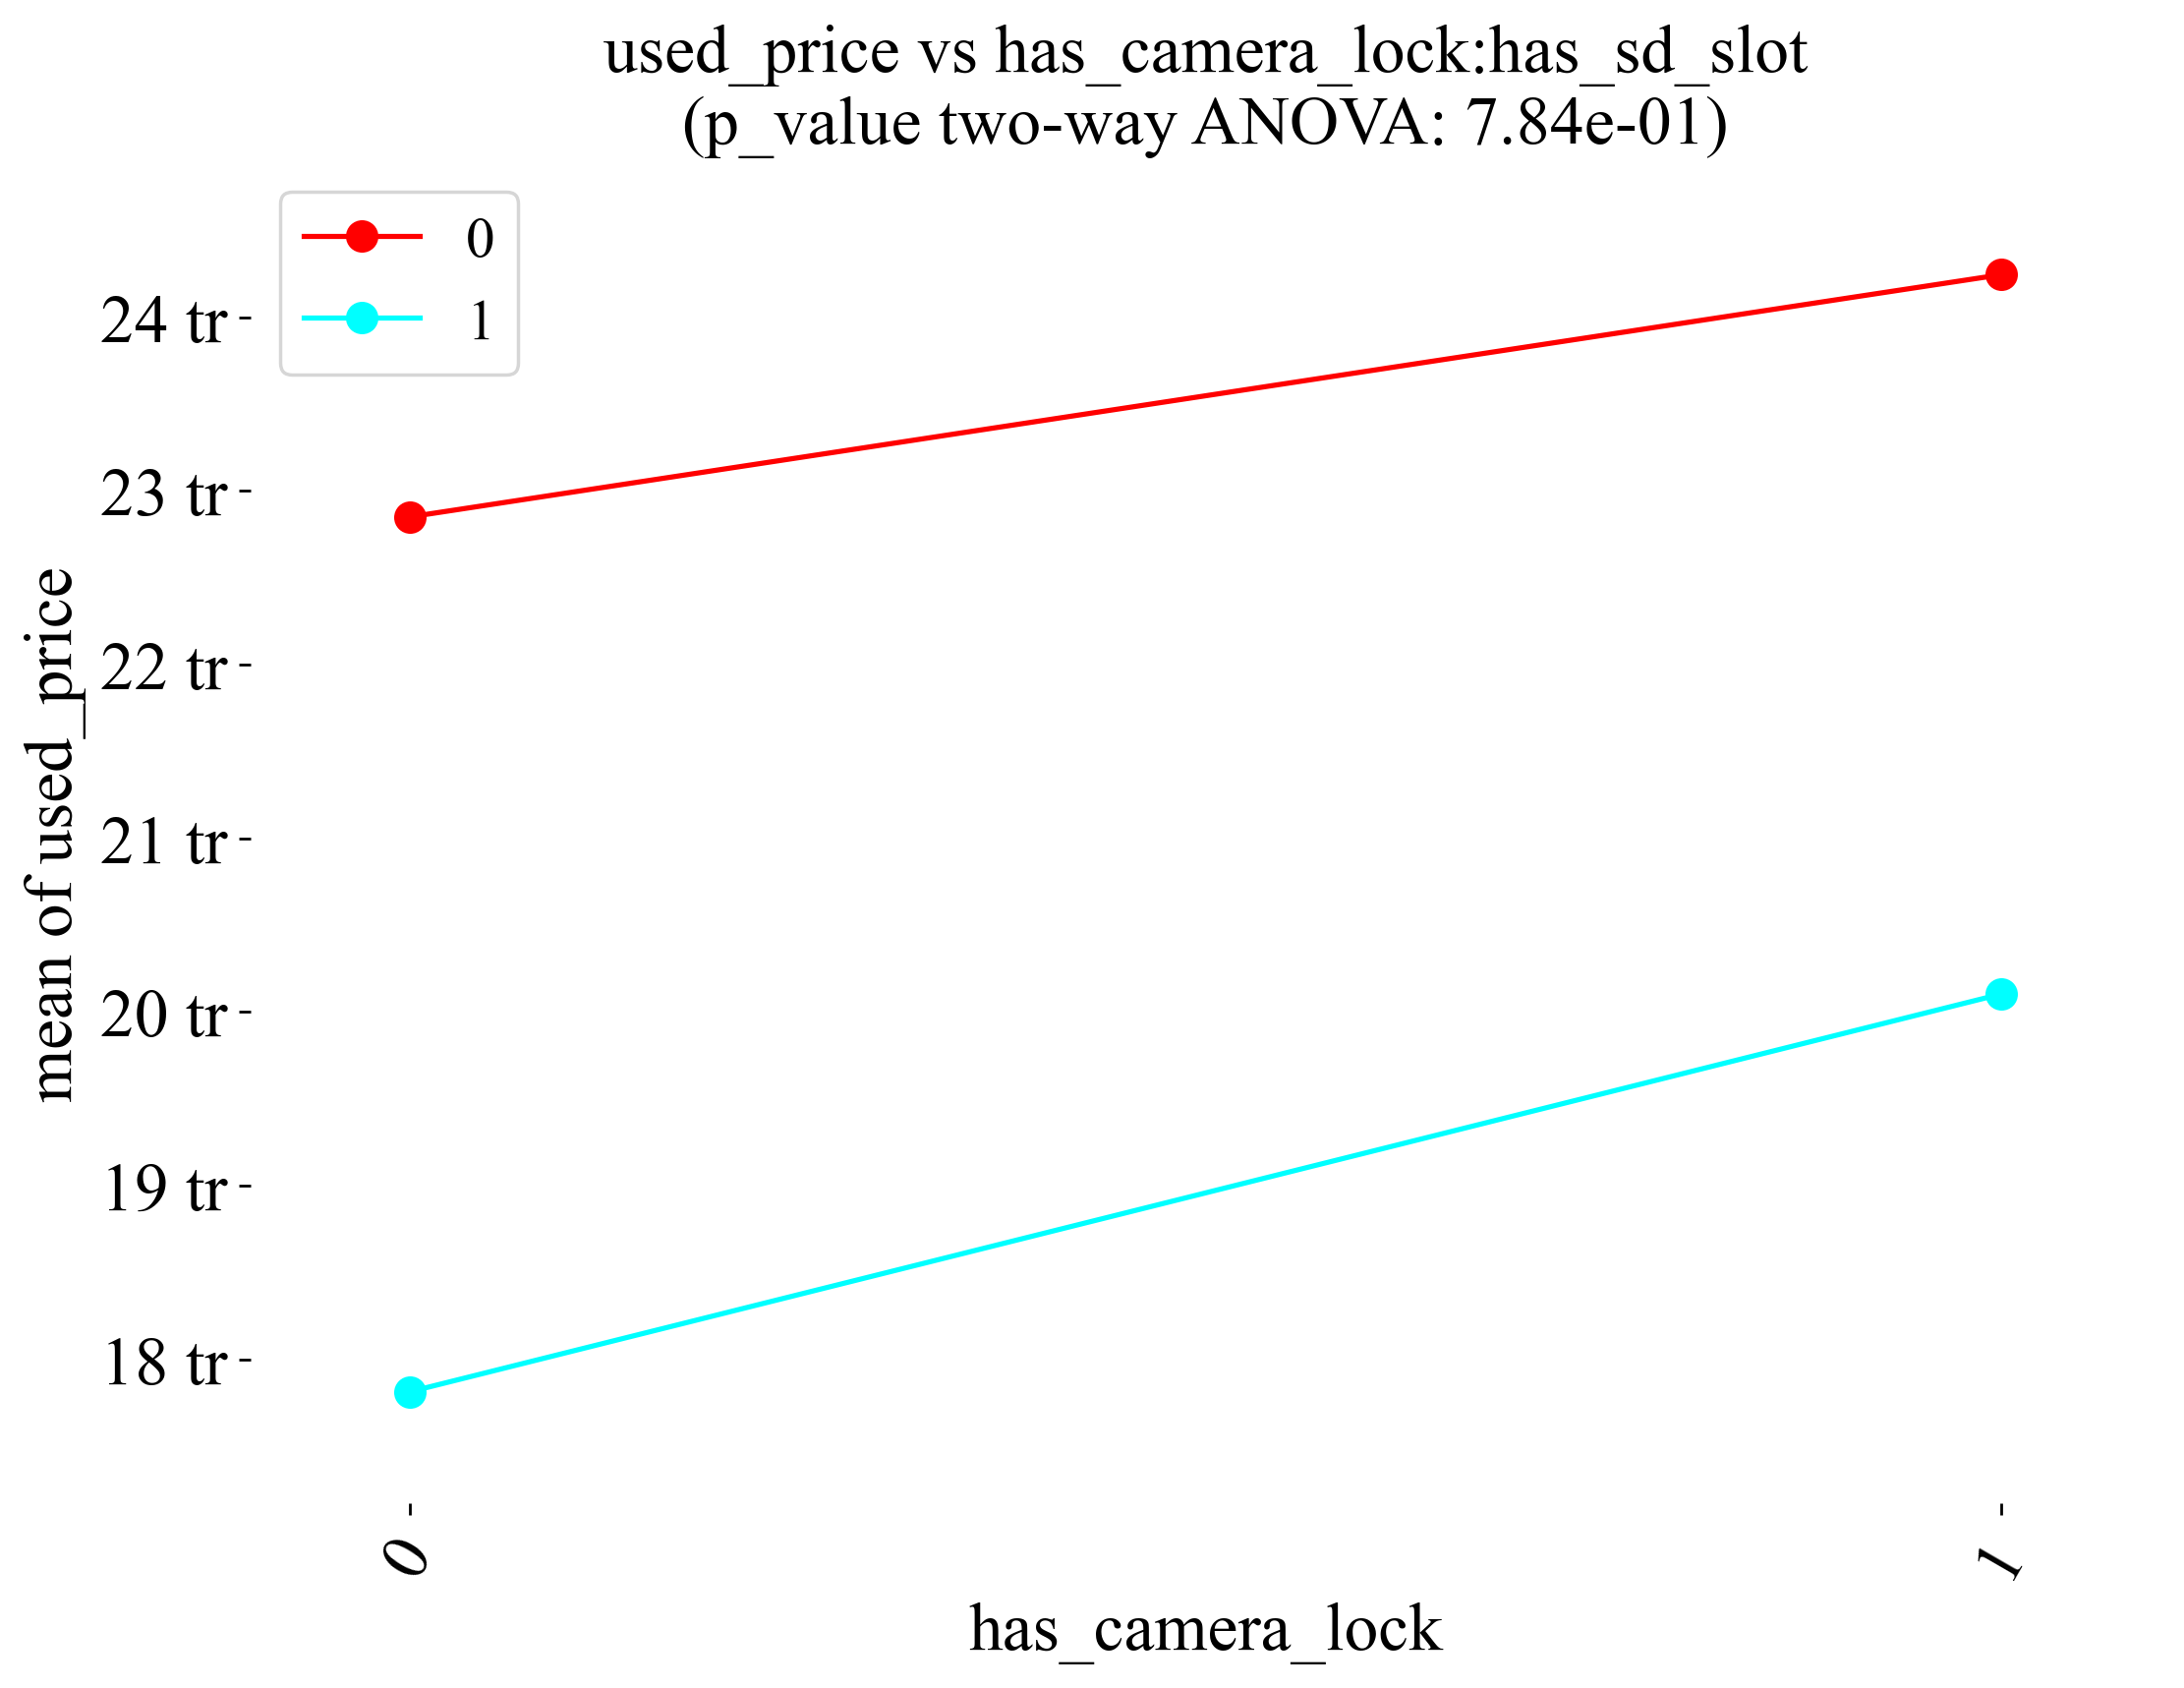 used_price vs has_camera_lock:has_sd_slot
(p_value two-way ANOVA: 7.84e-01)
0
1
24 tr
23 tr
22 tr
21 tr
20 tr
19 tr
18 tr
mean of used_price
0
1
has_camera_lock